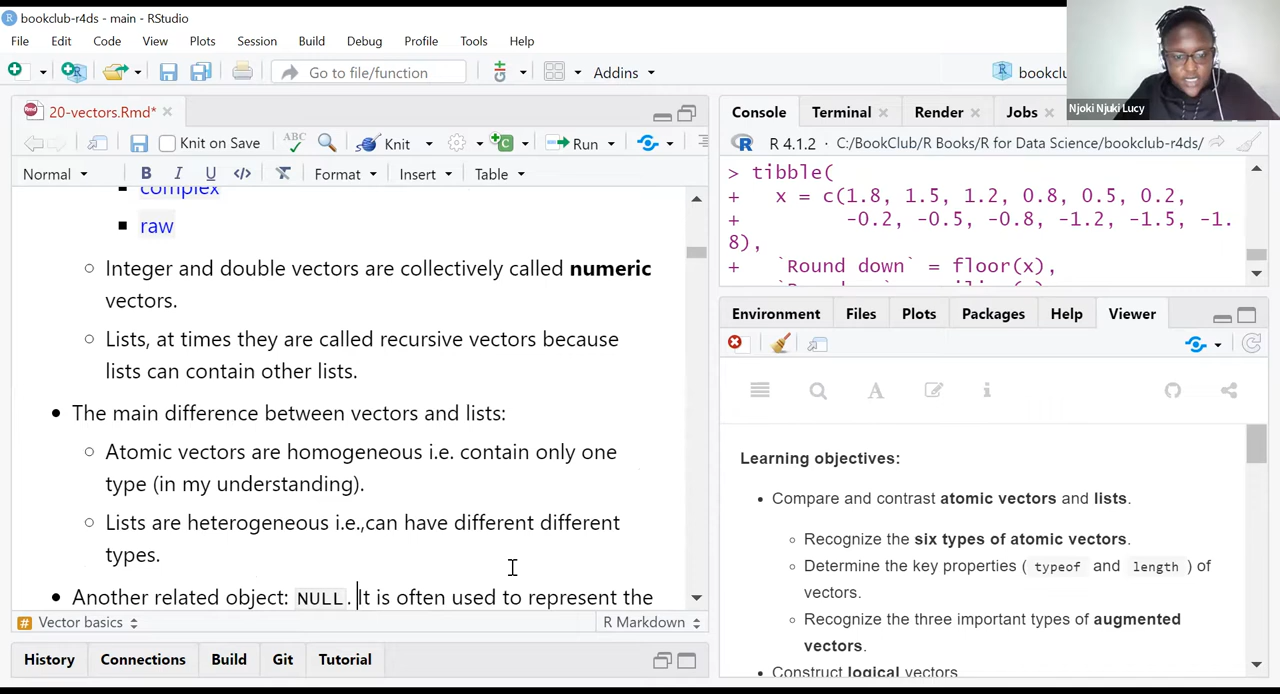 bookclub-r4ds - main - RStudio
File Edit Code View Plots Session Build Debug Profile Tools Help
Go to file/function Addins
Njoki Njuki Lucy
20-vectors.Rmd*
Knit on Save ABC Knit Run
Normal B I U </> Format Insert Table
complex
raw
Integer and double vectors are collectively called numeric
vectors.
Lists, at times they are called recursive vectors because
lists can contain other lists.
The main difference between vectors and lists:
Atomic vectors are homogeneous i.e. contain only one
type (in my understanding).
Lists are heterogeneous i.e.,can have different different
types.
Another related object: NULL. It is often used to represent the
# Vector basics R Markdown
History Connections Build Git Tutorial
Console Terminal Render Jobs
R 4.1.2 · C:/BookClub/R Books/R for Data Science/bookclub-r4ds/
> tibble(
+ x = c(1.8, 1.5, 1.2, 0.8, 0.5, 0.2,
+ -0.2, -0.5, -0.8, -1.2, -1.5, -1.
8),
+ `Round down` = floor(x),
Environment Files Plots Packages Help Viewer
Learning objectives:
Compare and contrast atomic vectors and lists.
Recognize the six types of atomic vectors.
Determine the key properties ( typeof and length ) of
vectors.
Recognize the three important types of augmented
vectors.
Construct logical vectors